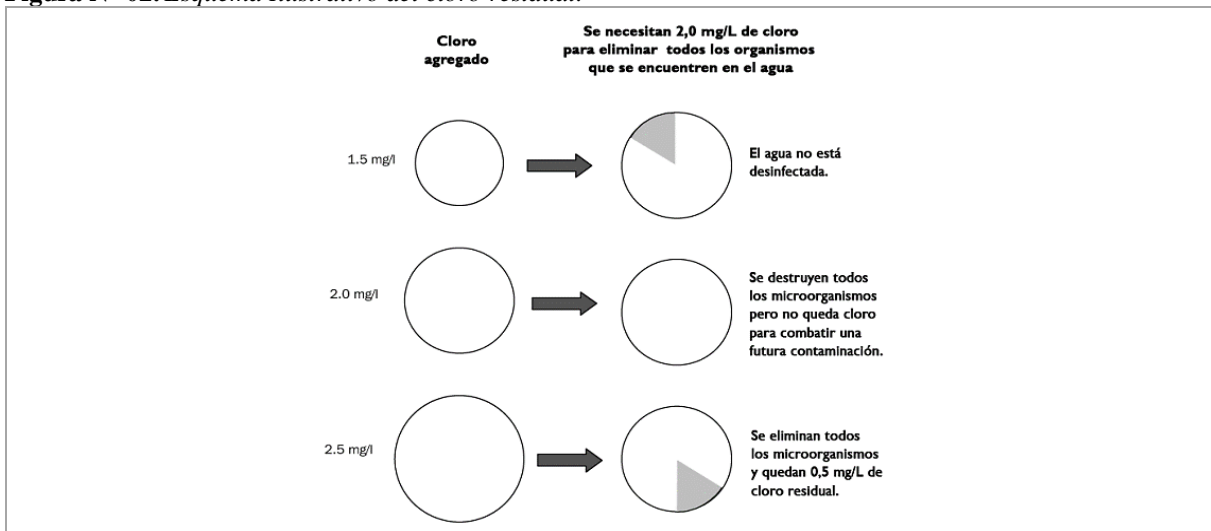 Cloro
agregado
Se necesitan 2,0 mg/L de cloro
para eliminar todos los organismos
que se encuentren en el agua
1.5 mg/l
El agua no está
desinfectada.
2.0 mg/l
Se destruyen todos
los microorganismos
pero no queda cloro
para combatir una
futura contaminación.
2.5 mg/l
Se eliminan todos
los microorganismos
y quedan 0,5 mg/L de
cloro residual.